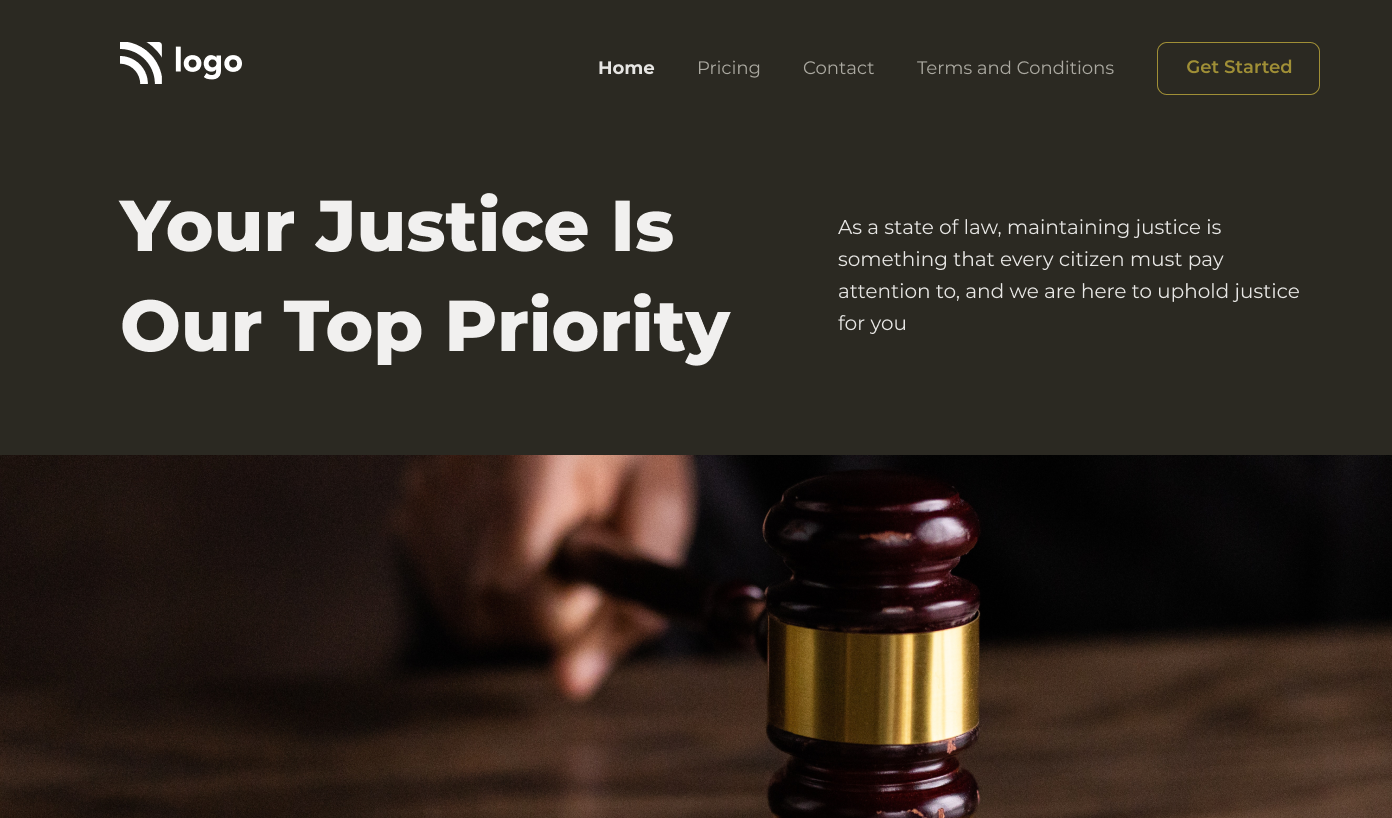 logo
Home Pricing Contact Terms and Conditions Get Started
Your Justice Is
Our Top Priority
As a state of law, maintaining justice is
something that every citizen must pay
attention to, and we are here to uphold justice
for you